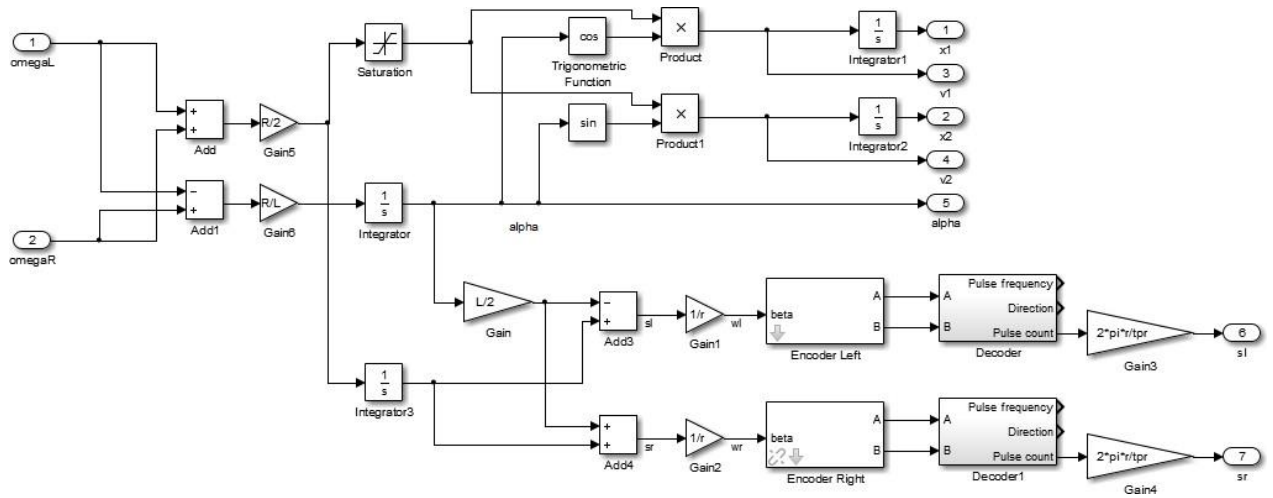 1
omegaL
+
+
Add
R/2
Gain5
Saturation
cos
Trigonometric
Function
×
Product
1
s
Integrator1
1
x1
3
v1
sin
×
Product1
1
s
Integrator2
2
x2
4
v2
2
omegaR
−
+
Add1
R/L
Gain6
1
s
Integrator
alpha
5
alpha
L/2
Gain
−
+
Add3
sl
1/r
Gain1
wl
beta
A
B
Encoder Left
A
B
Pulse frequency
Direction
Pulse count
Decoder
2*pi*r/tpr
Gain3
6
sl
1
s
Integrator3
+
+
Add4
sr
1/r
Gain2
wr
beta
A
B
Encoder Right
A
B
Pulse frequency
Direction
Pulse count
Decoder1
2*pi*r/tpr
Gain4
7
sr